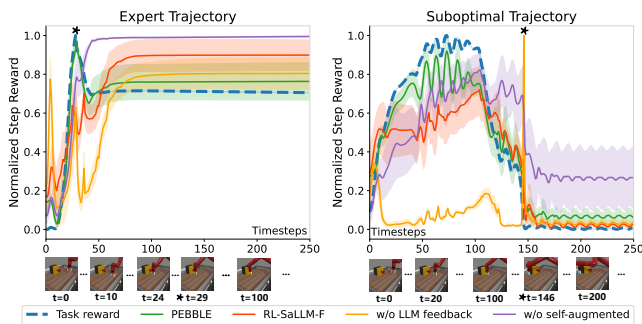 Expert Trajectory
Normalized Step Reward
1.0
0.8
0.6
0.4
0.2
0.0
Timesteps
0 50 100 150 200 250
... ... ... ... ...
t=0 t=10 t=24 ★t=29 t=100
Suboptimal Trajectory
Normalized Step Reward
1.0
0.8
0.6
0.4
0.2
0.0
Timesteps
0 50 100 150 200 250
... ... ... ... ...
t=0 t=20 t=100 ★t=146 t=200
Task reward PEBBLE RL-SaLLM-F w/o LLM feedback w/o self-augmented